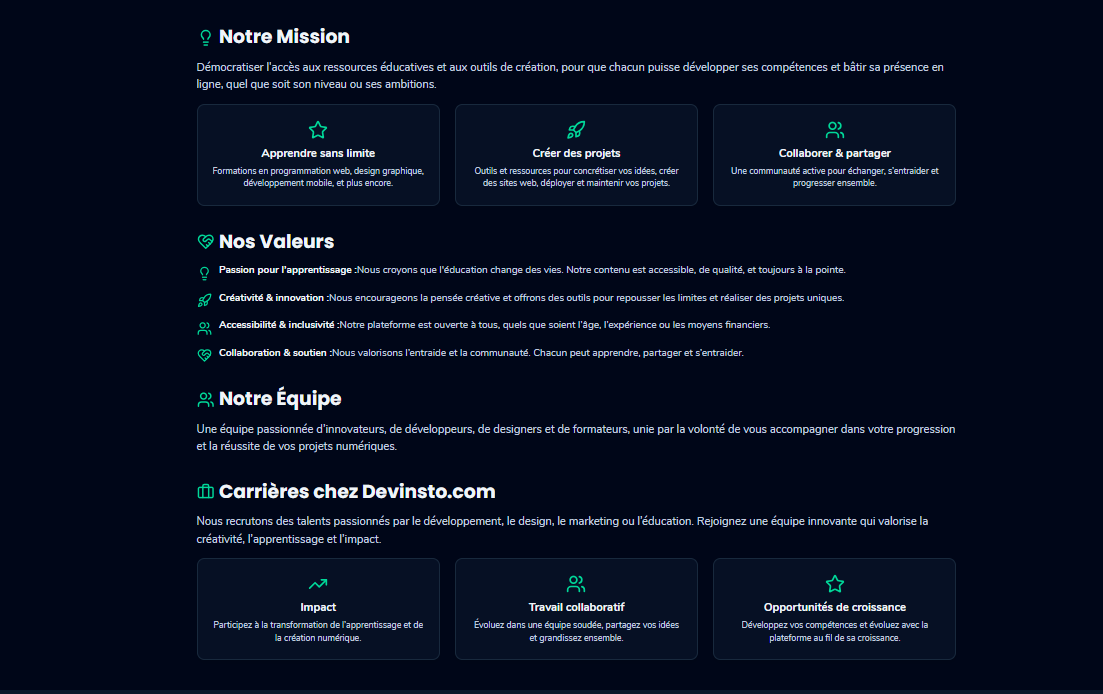 Notre Mission
Démocratiser l'accès aux ressources éducatives et aux outils de création, pour que chacun puisse développer ses compétences et bâtir sa présence en
ligne, quel que soit son niveau ou ses ambitions.
Apprendre sans limite
Formations en programmation web, design graphique,
développement mobile, et plus encore.
Créer des projets
Outils et ressources pour concrétiser vos idées, créer
des sites web, déployer et maintenir vos projets.
Collaborer & partager
Une communauté active pour échanger, s'entraider et
progresser ensemble.
Nos Valeurs
Passion pour l'apprentissage :Nous croyons que l'éducation change des vies. Notre contenu est accessible, de qualité, et toujours à la pointe.
Créativité & innovation :Nous encourageons la pensée créative et offrons des outils pour repousser les limites et réaliser des projets uniques.
Accessibilité & inclusivité :Notre plateforme est ouverte à tous, quels que soient l'âge, l'expérience ou les moyens financiers.
Collaboration & soutien :Nous valorisons l'entraide et la communauté. Chacun peut apprendre, partager et s'entraider.
Notre Équipe
Une équipe passionnée d'innovateurs, de développeurs, de designers et de formateurs, unie par la volonté de vous accompagner dans votre progression
et la réussite de vos projets numériques.
Carrières chez Devinsto.com
Nous recrutons des talents passionnés par le développement, le design, le marketing ou l'éducation. Rejoignez une équipe innovante qui valorise la
créativité, l'apprentissage et l'impact.
Impact
Participez à la transformation de l'apprentissage et de
la création numérique.
Travail collaboratif
Évoluez dans une équipe soudée, partagez vos idées
et grandissez ensemble.
Opportunités de croissance
Développez vos compétences et évoluez avec la
plateforme au fil de sa croissance.